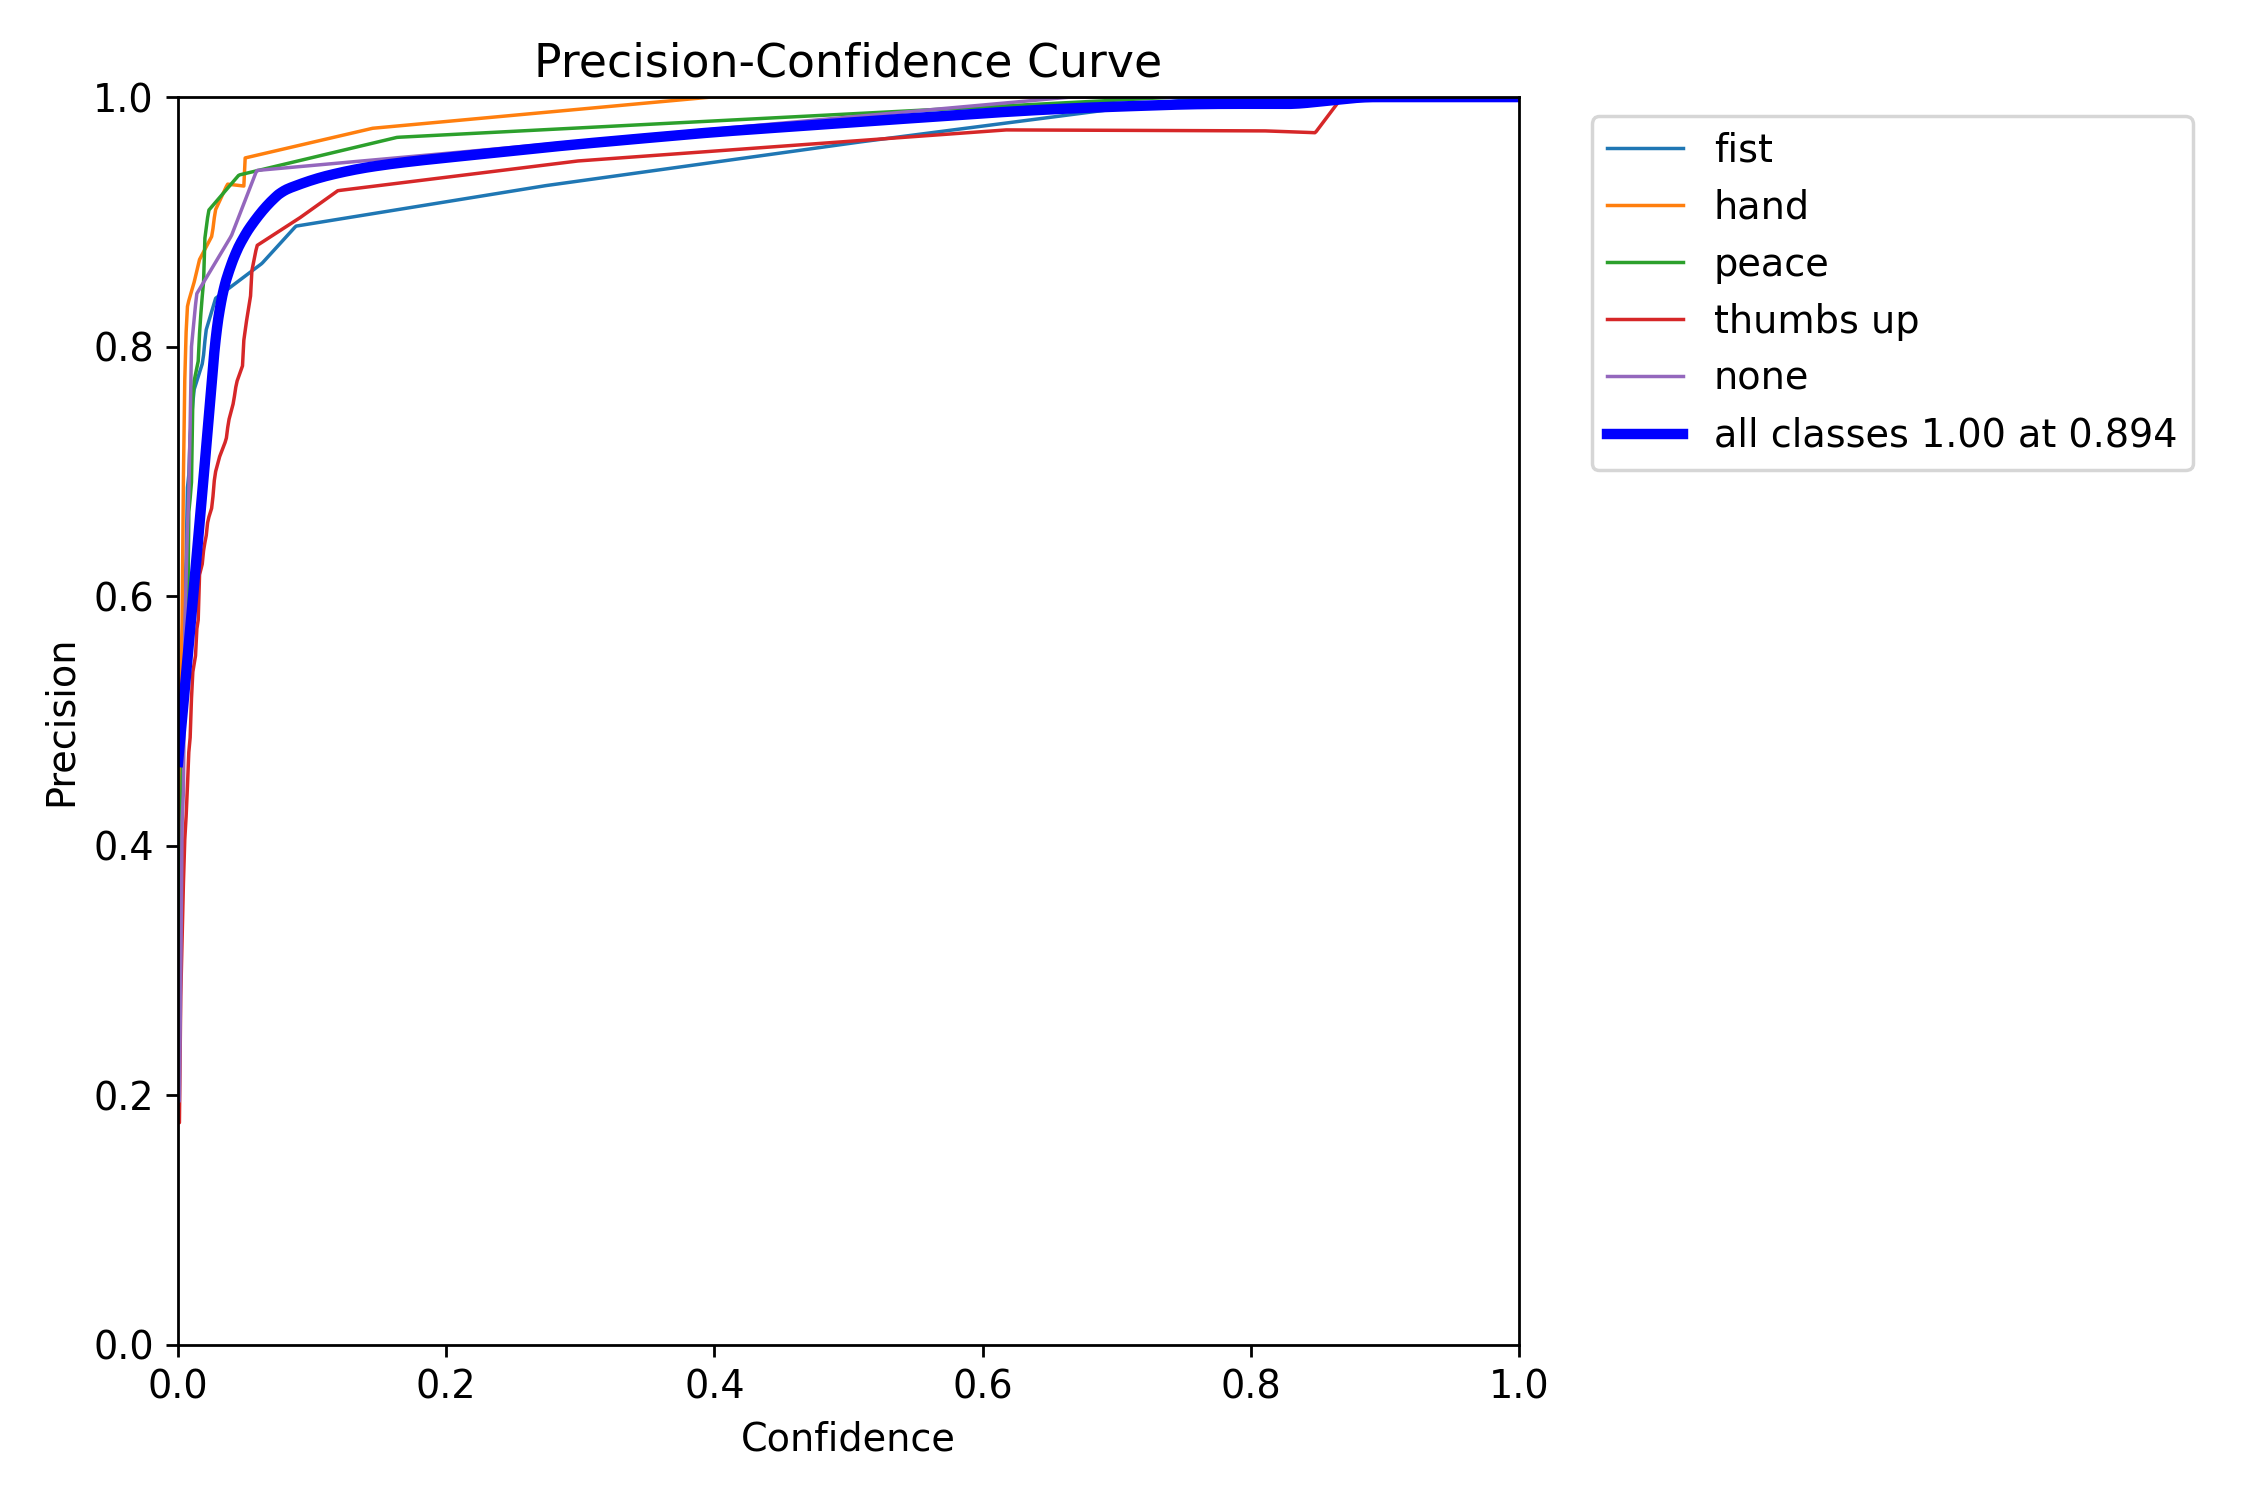 Precision-Confidence Curve
1.0
0.8
0.6
0.4
0.2
0.0
Precision
0.0 0.2 0.4 0.6 0.8 1.0
Confidence
fist
hand
peace
thumbs up
none
all classes 1.00 at 0.894